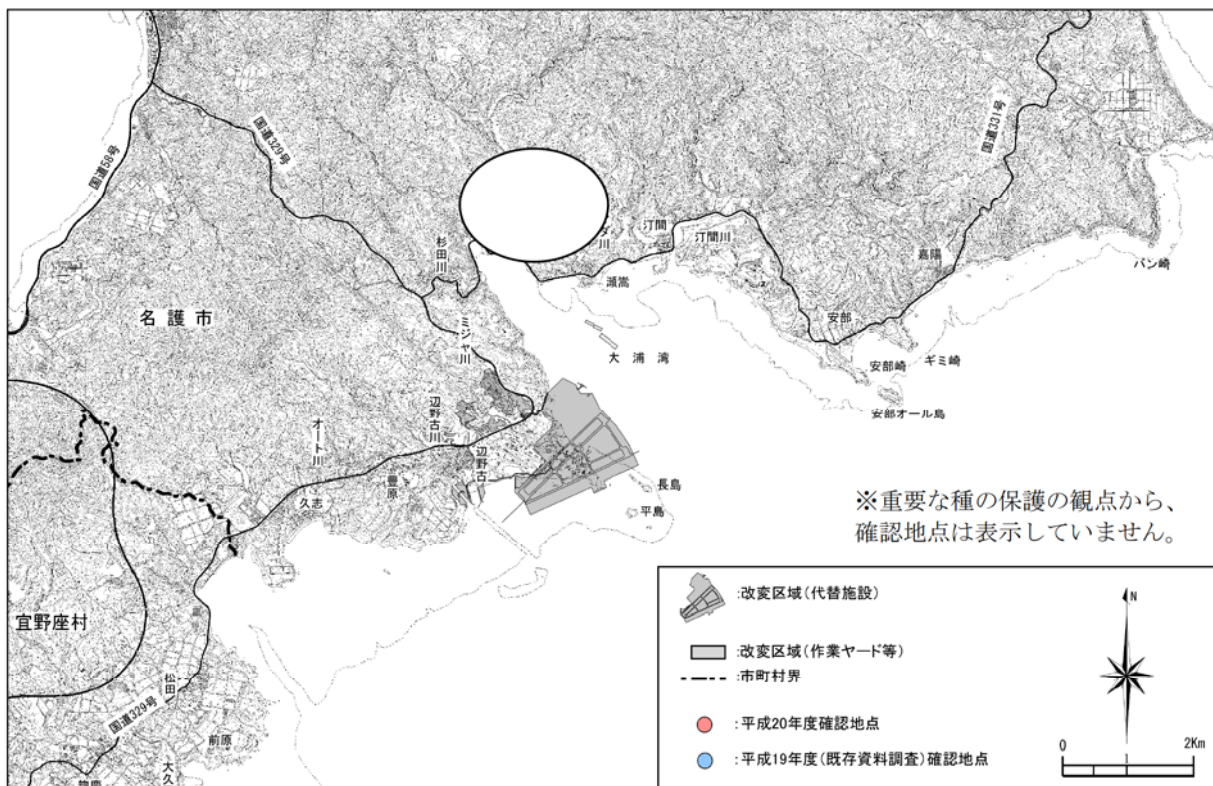 国道58号
国道329号
国道331号
杉田川
ダ川
汀間
汀間川
瀬嵩
嘉陽
バン崎
名護市
ミジャ川
大浦湾
安部
安部崎
ギミ崎
安部オール島
辺野古川
オート川
辺野古
豊原
久志
長島
平島
※重要な種の保護の観点から、
確認地点は表示していません。
宜野座村
松田
国道329号
前原
大久
:改変区域(代替施設)
:改変区域(作業ヤード等)
:市町村界
:平成20年度確認地点
:平成19年度(既存資料調査)確認地点
N
0 2Km